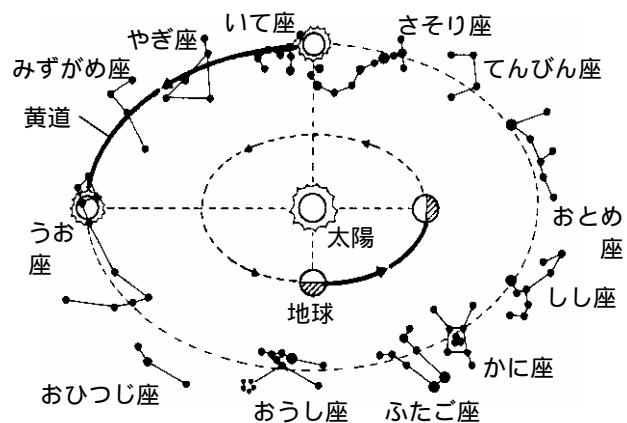 いて座
さそり座
やぎ座
みずがめ座
てんびん座
黄道
うお
座
太陽
おとめ
座
地球
しし座
おひつじ座
おうし座
ふたご座
かに座